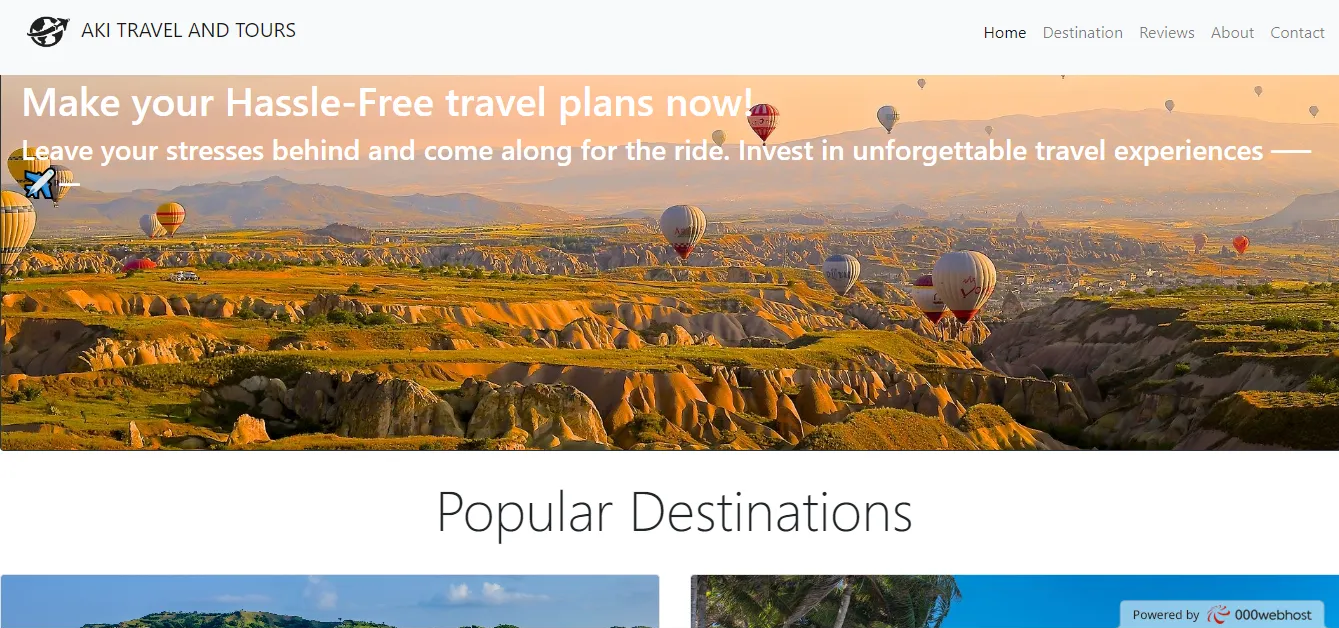 AKI TRAVEL AND TOURS
Home Destination Reviews About Contact
Make your Hassle-Free travel plans now!
Leave your stresses behind and come along for the ride. Invest in unforgettable travel experiences ——
✈—
Popular Destinations
Powered by 000webhost